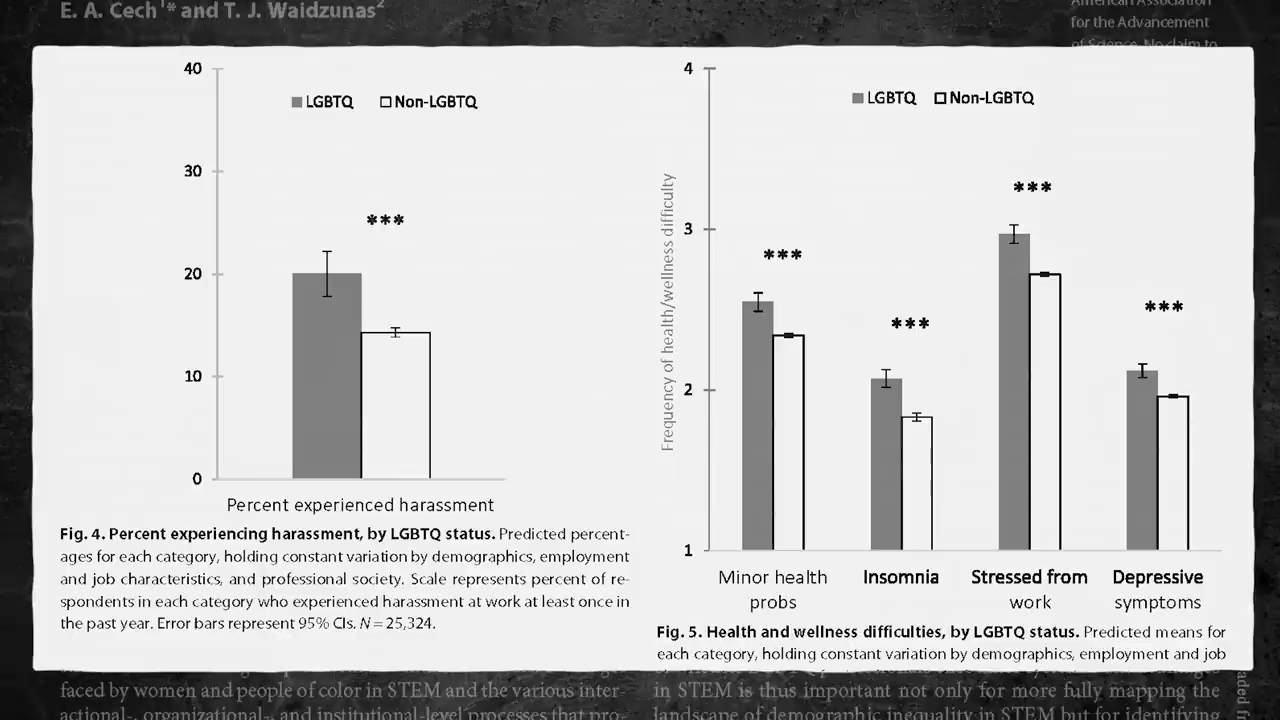 E. A. Cech¹* and T. J. Waidzunas²
American Association
for the Advancement
of Science. No claim to
40
LGBTQ Non-LGBTQ
30
***
20
10
0
Percent experienced harassment
Fig. 4. Percent experiencing harassment, by LGBTQ status. Predicted percent-
ages for each category, holding constant variation by demographics, employment
and job characteristics, and professional society. Scale represents percent of re-
spondents in each category who experienced harassment at work at least once in
the past year. Error bars represent 95% CIs. N = 25,324.
4
LGBTQ Non-LGBTQ
Frequency of health/wellness difficulty
***
3
***
***
***
2
1
Minor health
probs
Insomnia
Stressed from
work
Depressive
symptoms
Fig. 5. Health and wellness difficulties, by LGBTQ status. Predicted means for
each category, holding constant variation by demographics, employment and job
faced by women and people of color in STEM and the various inter-
actional-, organizational-, and institutional-level processes that pro-
in STEM is thus important not only for more fully mapping the
landscape of demographic inequality in STEM but for identifying